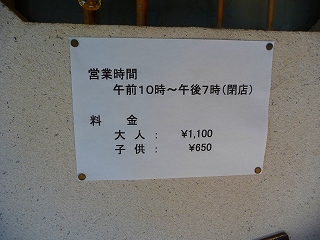 営業時間
午前10時～午後7時(閉店)
料　金
大　人　：　¥1,100
子　供　：　¥650